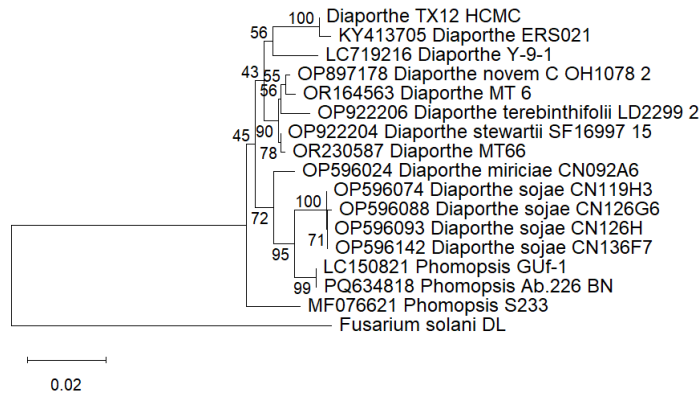 100 Diaporthe TX12 HCMC
56 KY413705 Diaporthe ERS021
LC719216 Diaporthe Y-9-1
43 55 OP897178 Diaporthe novem C OH1078 2
56 OR164563 Diaporthe MT 6
OP922206 Diaporthe terebinthifolii LD2299 2
45 90 OP922204 Diaporthe stewartii SF16997 15
78 OR230587 Diaporthe MT66
OP596024 Diaporthe miriciae CN092A6
OP596074 Diaporthe sojae CN119H3
100 OP596088 Diaporthe sojae CN126G6
72 OP596093 Diaporthe sojae CN126H
71 OP596142 Diaporthe sojae CN136F7
95 LC150821 Phomopsis GUf-1
99 PQ634818 Phomopsis Ab.226 BN
MF076621 Phomopsis S233
Fusarium solani DL
0.02